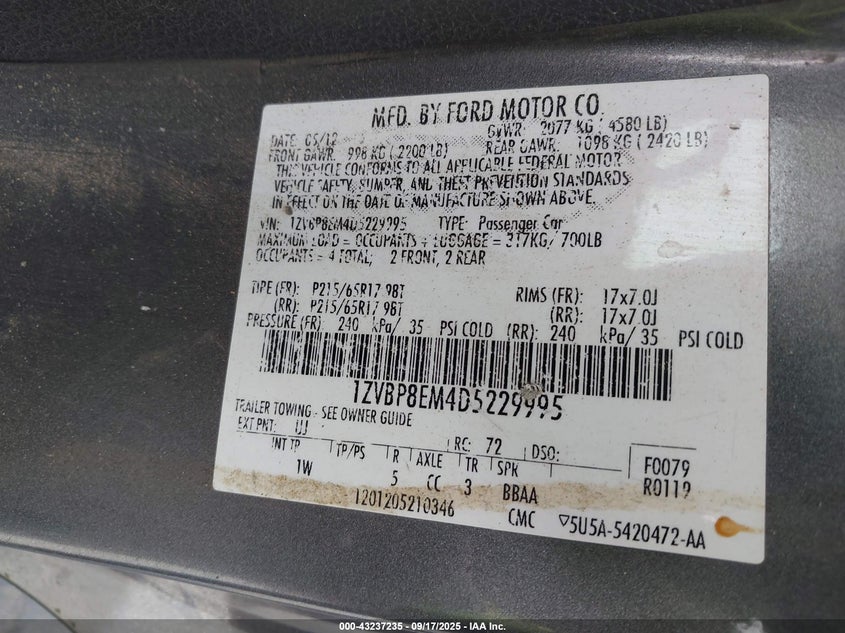 MFD. BY FORD MOTOR CO.
DATE: 05/12 GVWR: 2077 KG ( 4580 LB)
FRONT GAWR: 998 KG ( 2200 LB) REAR GAWR: 1098 KG ( 2420 LB)
THIS VEHICLE CONFORMS TO ALL APPLICABLE FEDERAL MOTOR
VEHICLE SAFETY, BUMPER, AND THEFT PREVENTION STANDARDS
IN EFFECT ON THE DATE OF MANUFACTURE SHOWN ABOVE.
VIN: 1ZVBP8EM4D5229995 TYPE: Passenger Car
MAXIMUM LOAD = OCCUPANTS + LUGGAGE = 317KG/ 700LB
OCCUPANTS = 4 TOTAL; 2 FRONT, 2 REAR
TIRE (FR): P215/65R17 98T RIMS (FR): 17x7.0J
(RR): P215/65R17 98T (RR): 17x7.0J
PRESSURE (FR): 240 kPa/ 35 PSI COLD (RR): 240 kPa/ 35 PSI COLD
1ZVBP8EM4D5229995
TRAILER TOWING - SEE OWNER GUIDE
EXT PNT: UJ RC: 72 DSO:
INT TR TP/PS R AXLE TR SPR F0079
1W 5 CC 3 BBAA R0119
1201205210346 CMC ▽5U5A-5420472-AA
000-43237235 - 09/17/2025 - IAA Inc.